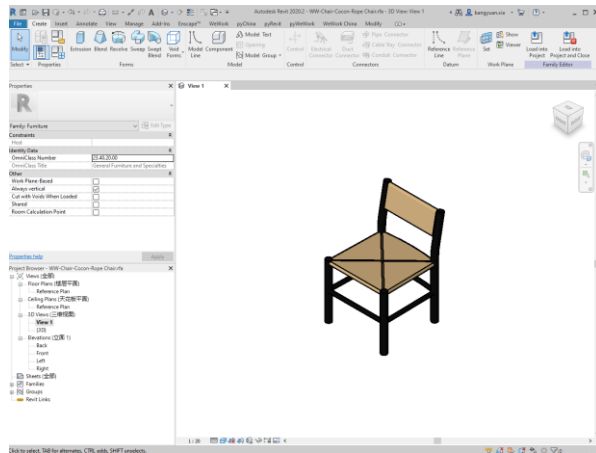 Autodesk Revit 2020.2 - WW-Chair-Cocon-Rope Chair.rfa - 3D View: View 1
kangyuan.xia
File Create Insert Annotate View Manage Add-Ins Enscape™ WeWork pyChina pyRevit pyWeWork WeWork China Modify
Modify
Extrusion Blend Revolve Sweep Swept Blend Void Forms
Model Line Component
Model Text
Opening
Model Group
Control Electrical Connector Duct Connector
Pipe Connector
Cable Tray Connector
Conduit Connector
Reference Line Reference Plane
Set Show
Viewer
Load into Project Load into Project and Close
Select Properties Forms Model Control Connectors Datum Work Plane Family Editor
Properties
View 1
Family: Furniture
Edit Type
Constraints
Host
Identity Data
OmniClass Number 23.40.20.00
OmniClass Title General Furniture and Specialties
Other
Work Plane-Based
Always vertical
Cut with Voids When Loaded
Shared
Room Calculation Point
Properties help
Apply
Project Browser - WW-Chair-Cocon-Rope Chair.rfa
Views (全部)
Floor Plans (楼层平面)
Reference Plan
Ceiling Plans (天花板平面)
Reference Plan
3D Views (三维视图)
View 1
{3D}
Elevations (立面 1)
Back
Front
Left
Right
Sheets (全部)
Families
Groups
Revit Links
1 : 20
Click to select, TAB for alternates, CTRL adds, SHIFT unselects.